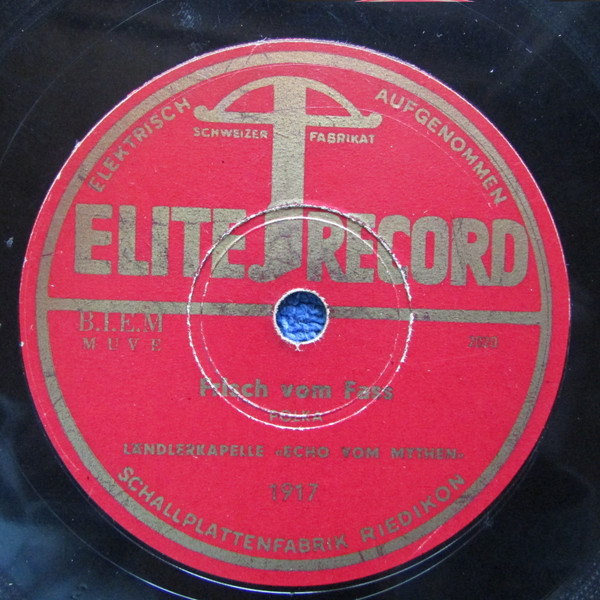 ELEKTRISCH AUFGENOMMEN
SCHWEIZER FABRIKAT
ELITE RECORD
B.I.E.M
MUVE
Frisch vom Fass
POLKA
LÄNDLERKAPELLE «ECHO VOM MYTHEN»
1917
SCHALLPLATTENFABRIK RIEDIKON